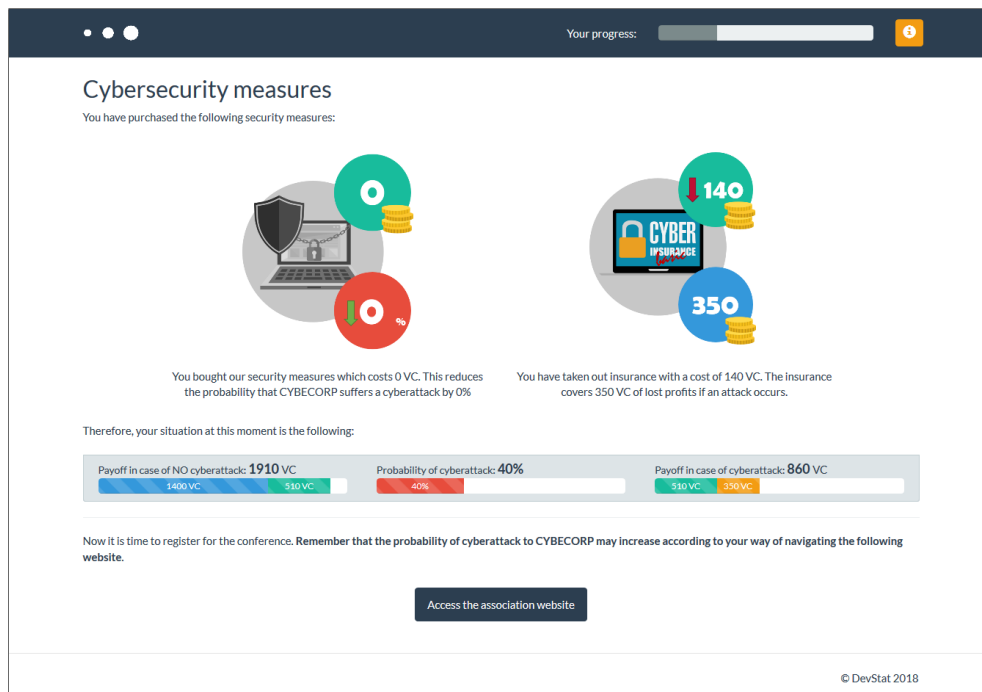 Your progress:
Cybersecurity measures
You have purchased the following security measures:
0
0 %
140
CYBER
INSURANCE
basic
350
You bought our security measures which costs 0 VC. This reduces
the probability that CYBECORP suffers a cyberattack by 0%
You have taken out insurance with a cost of 140 VC. The insurance
covers 350 VC of lost profits if an attack occurs.
Therefore, your situation at this moment is the following:
Payoff in case of NO cyberattack: 1910 VC
1400 VC 510 VC
Probability of cyberattack: 40%
40%
Payoff in case of cyberattack: 860 VC
510 VC 350 VC
Now it is time to register for the conference. Remember that the probability of cyberattack to CYBECORP may increase according to your way of navigating the following
website.
Access the association website
© DevStat 2018